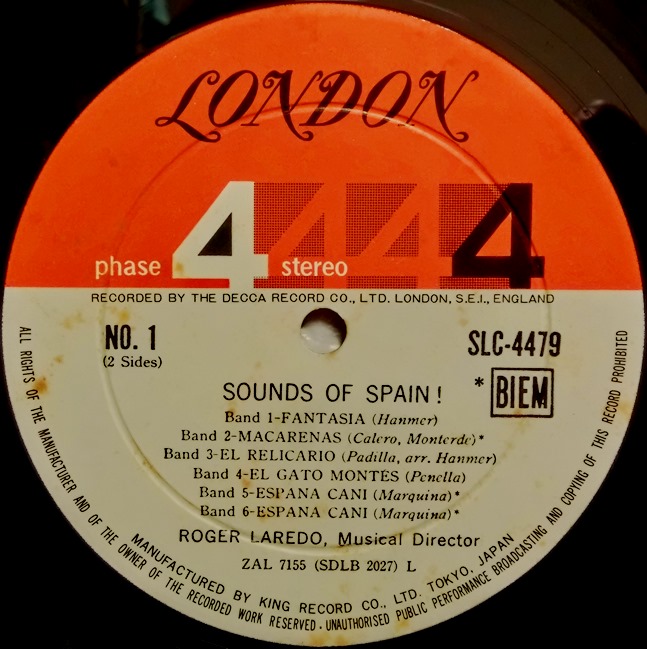 LONDON
phase 4 stereo 4 4 4
RECORDED BY THE DECCA RECORD CO., LTD. LONDON, S.E.I., ENGLAND
NO. 1
(2 Sides)
SLC-4479
* BIEM
SOUNDS OF SPAIN!
Band 1-FANTASIA (Hanmer)
Band 2-MACARENAS (Calero, Monterde)*
Band 3-EL RELICARIO (Padilla, arr. Hanmer)
Band 4-EL GATO MONTES (Penella)
Band 5-ESPANA CANI (Marquina)*
Band 6-ESPANA CANI (Marquina)*
ROGER LAREDO, Musical Director
ZAL 7155 (SDLB 2027) L
MANUFACTURED BY KING RECORD CO., LTD. TOKYO, JAPAN
ALL RIGHTS OF THE MANUFACTURER AND OF THE OWNER OF THE RECORDED WORK RESERVED · UNAUTHORISED PUBLIC PERFORMANCE BROADCASTING AND COPYING OF THIS RECORD PROHIBITED